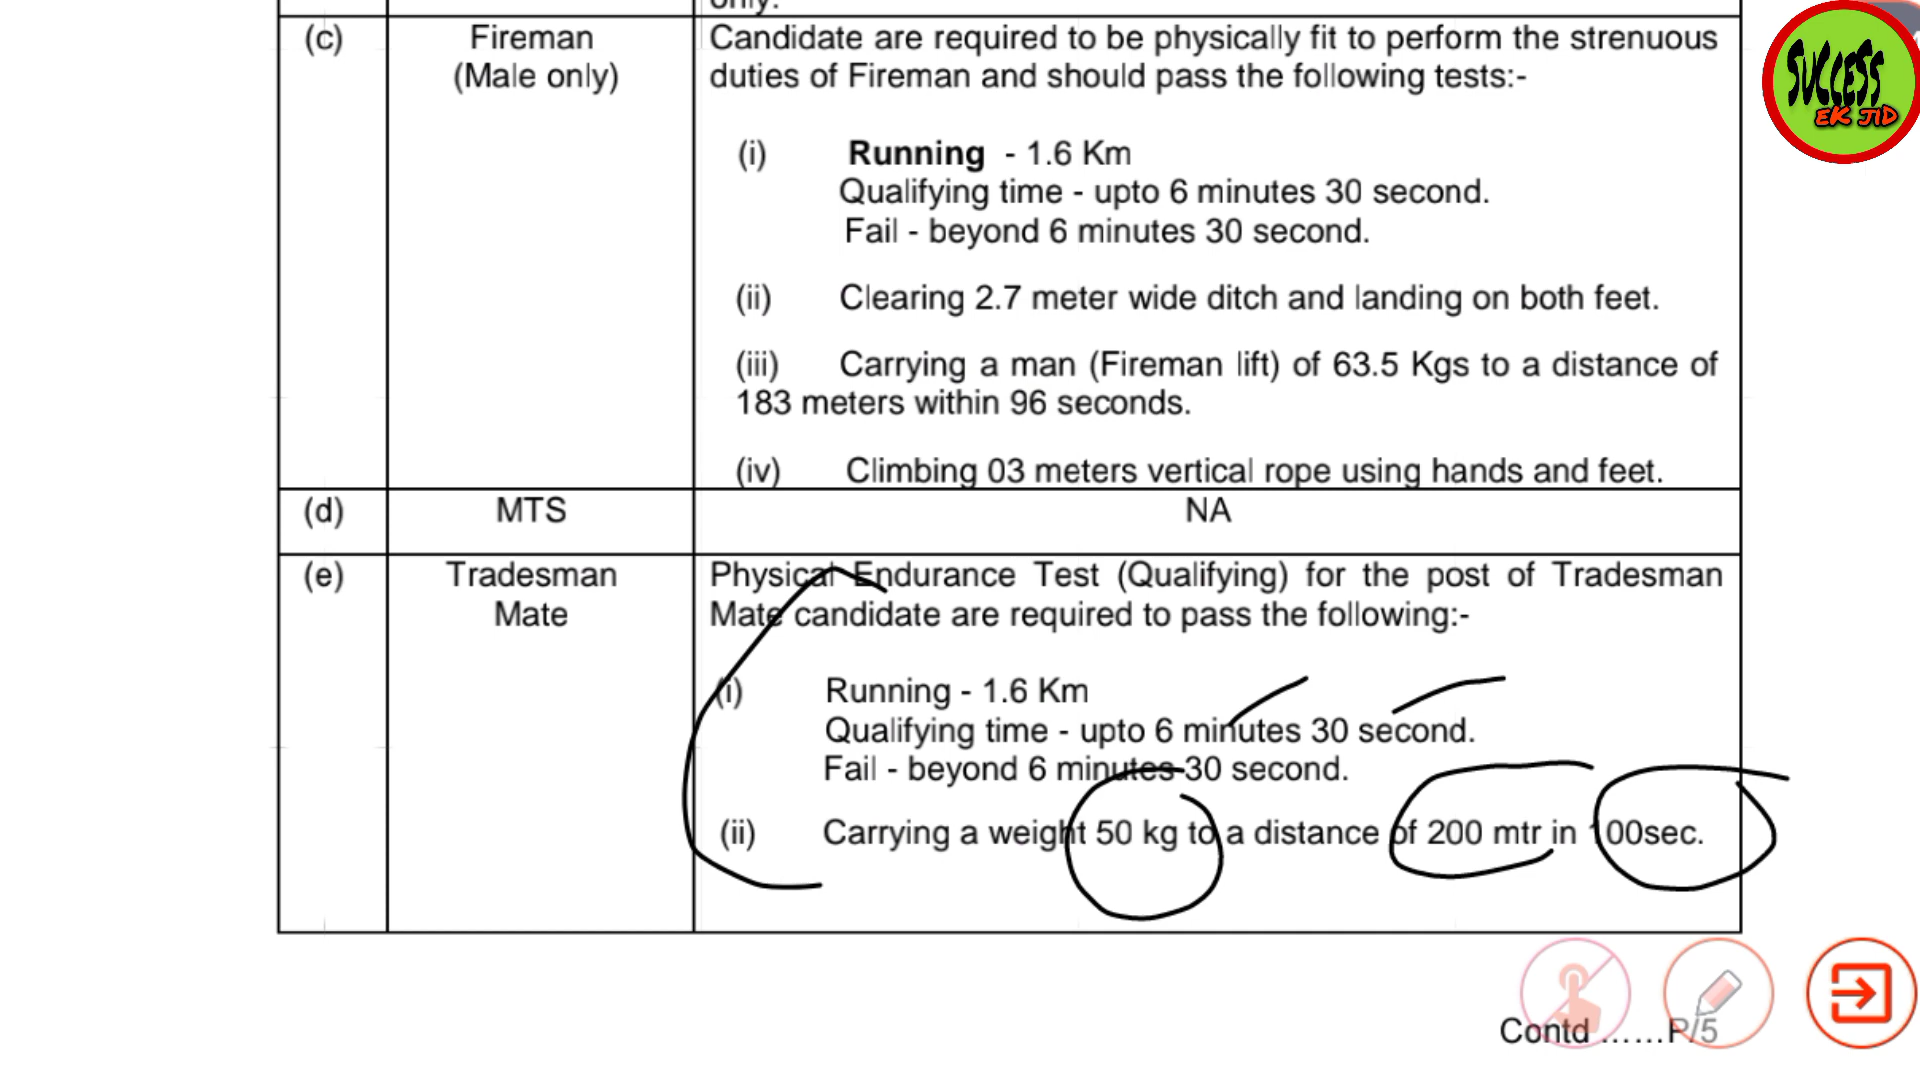 only.
(c) Fireman Candidate are required to be physically fit to perform the strenuous
(Male only) duties of Fireman and should pass the following tests:-
(i) Running - 1.6 Km
Qualifying time - upto 6 minutes 30 second.
Fail - beyond 6 minutes 30 second.
(ii) Clearing 2.7 meter wide ditch and landing on both feet.
(iii) Carrying a man (Fireman lift) of 63.5 Kgs to a distance of
183 meters within 96 seconds.
(iv) Climbing 03 meters vertical rope using hands and feet.
(d) MTS NA
(e) Tradesman Physical Endurance Test (Qualifying) for the post of Tradesman
Mate Mate candidate are required to pass the following:-
(i) Running - 1.6 Km
Qualifying time - upto 6 minutes 30 second.
Fail - beyond 6 minutes 30 second.
(ii) Carrying a weight 50 kg to a distance of 200 mtr in 100sec.
Contd ......P/5
SUCCESS
EK JID